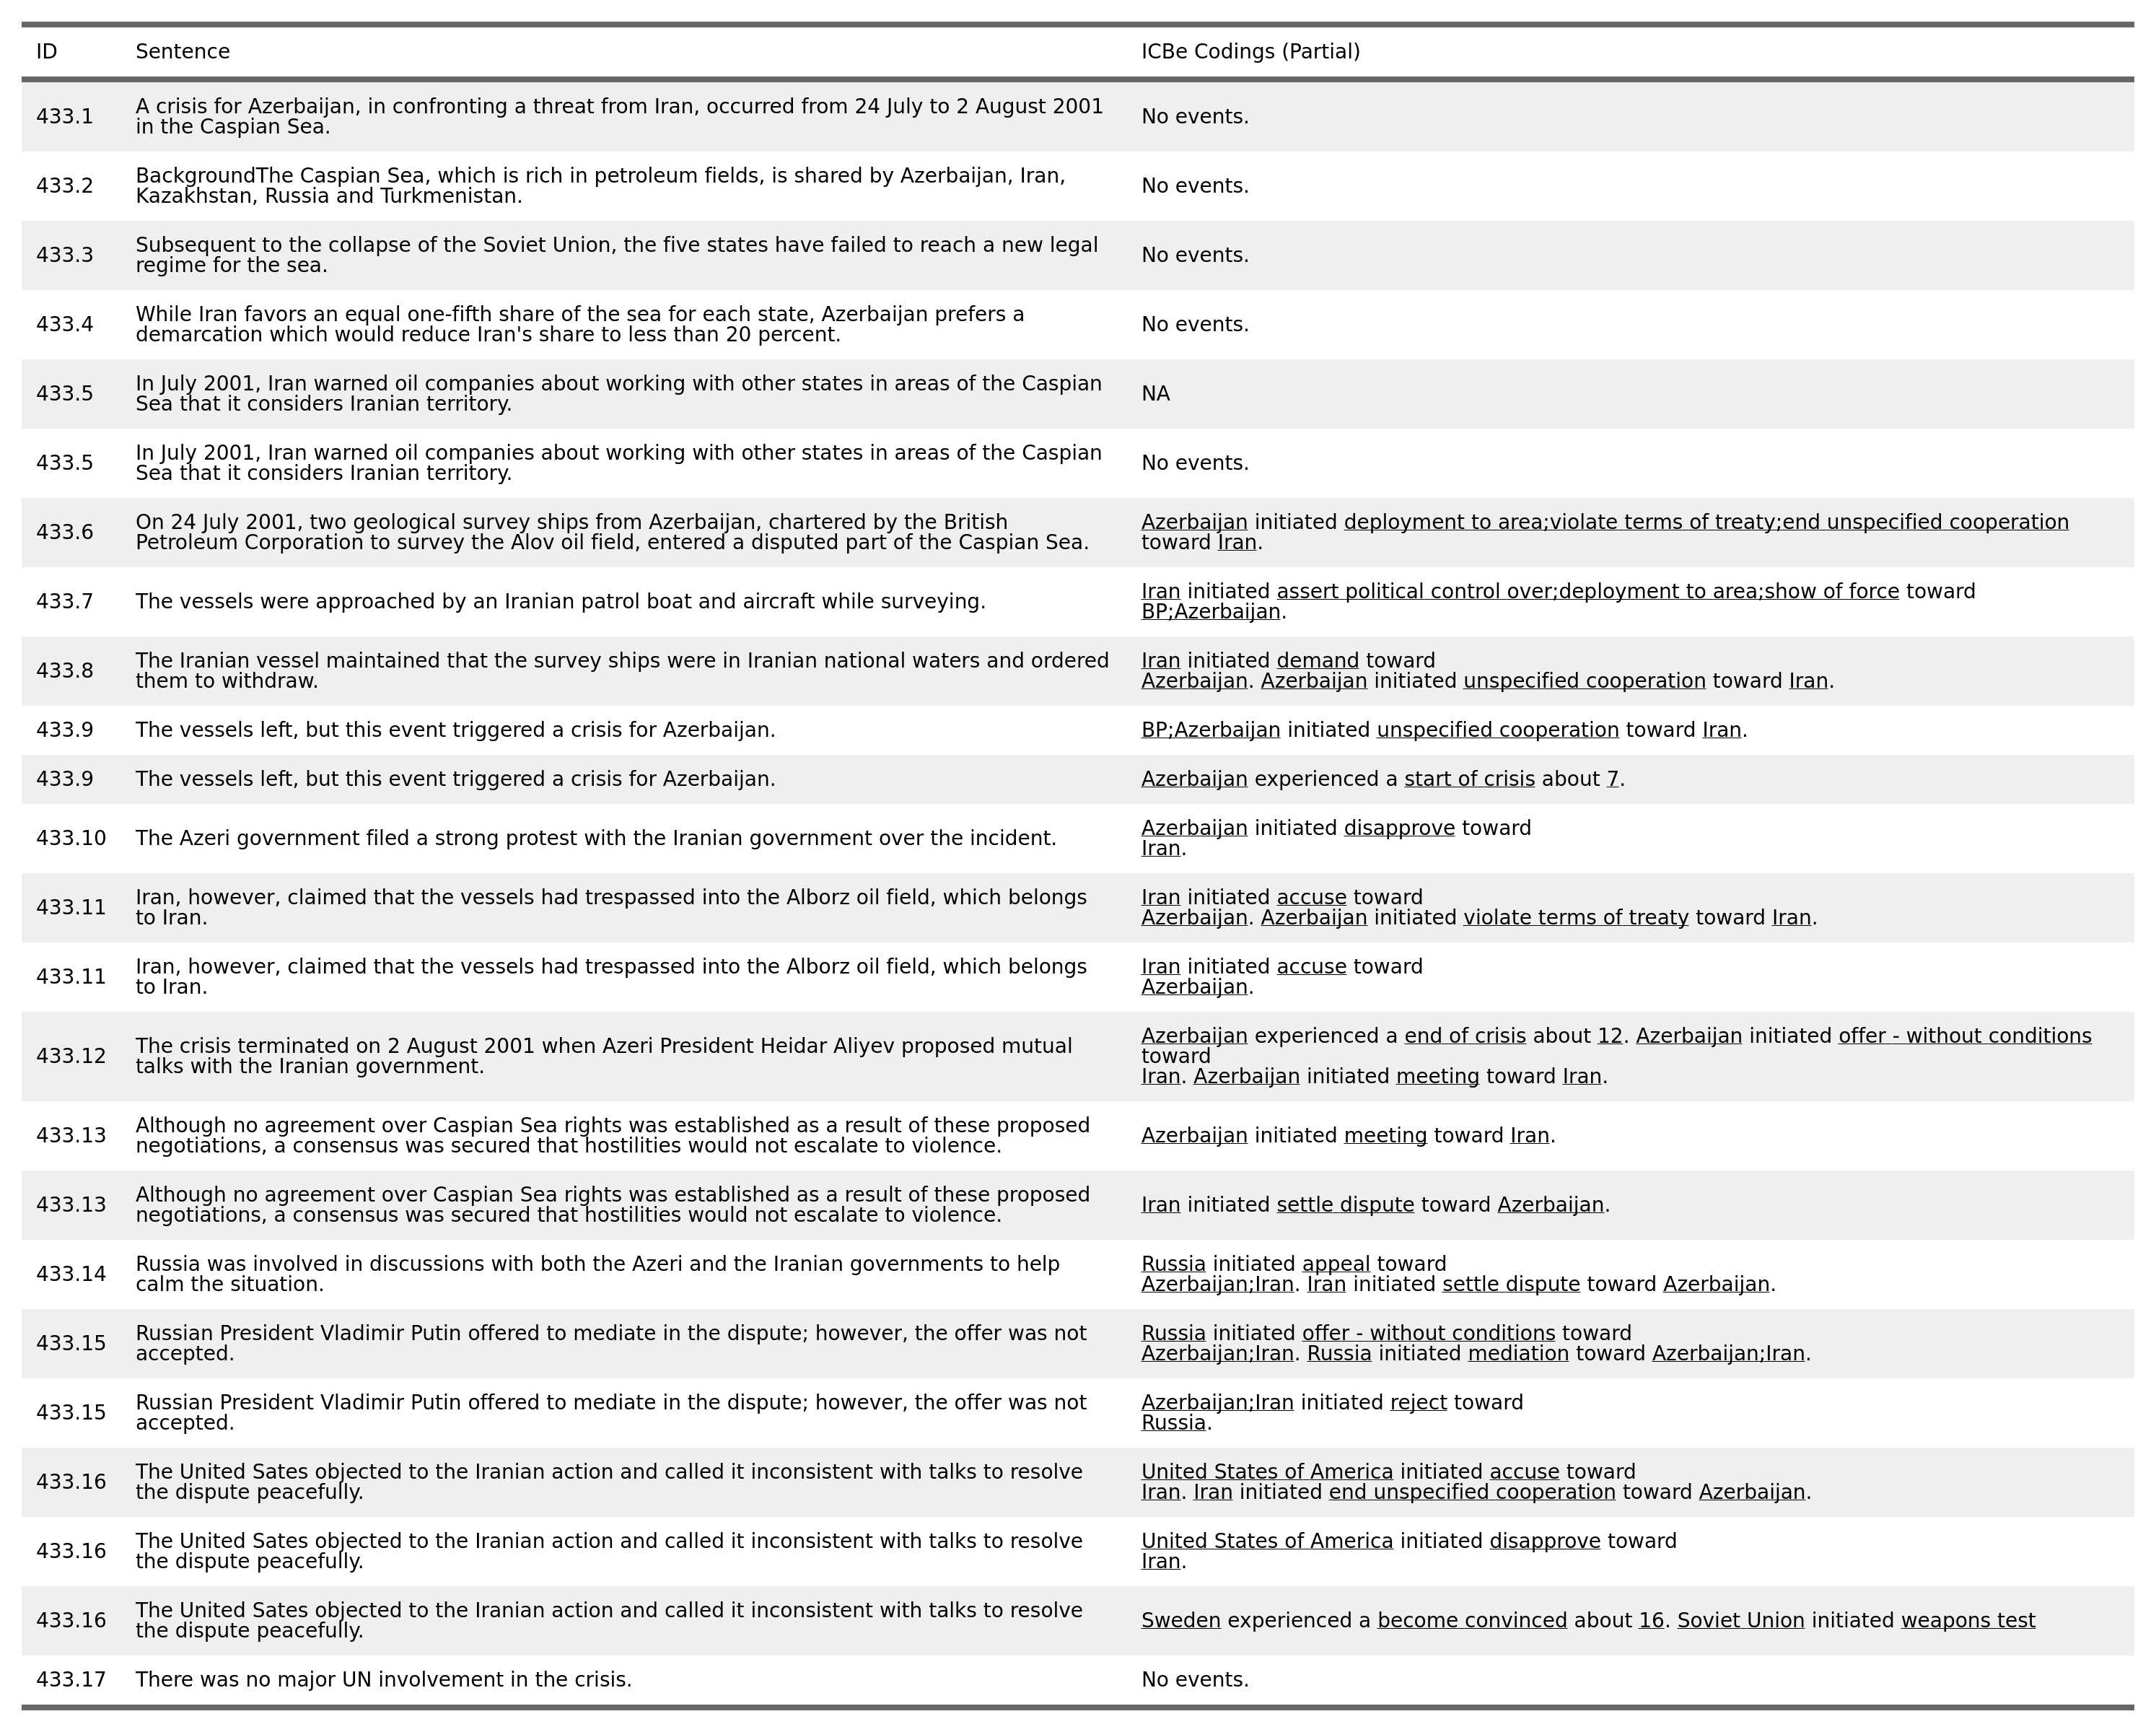 ID Sentence ICBe Codings (Partial)
433.1 A crisis for Azerbaijan, in confronting a threat from Iran, occurred from 24 July to 2 August 2001
in the Caspian Sea.
No events.
433.2 BackgroundThe Caspian Sea, which is rich in petroleum fields, is shared by Azerbaijan, Iran,
Kazakhstan, Russia and Turkmenistan.
No events.
433.3 Subsequent to the collapse of the Soviet Union, the five states have failed to reach a new legal
regime for the sea.
No events.
433.4 While Iran favors an equal one-fifth share of the sea for each state, Azerbaijan prefers a
demarcation which would reduce Iran's share to less than 20 percent.
No events.
433.5 In July 2001, Iran warned oil companies about working with other states in areas of the Caspian
Sea that it considers Iranian territory.
NA
433.5 In July 2001, Iran warned oil companies about working with other states in areas of the Caspian
Sea that it considers Iranian territory.
No events.
433.6 On 24 July 2001, two geological survey ships from Azerbaijan, chartered by the British
Petroleum Corporation to survey the Alov oil field, entered a disputed part of the Caspian Sea.
Azerbaijan initiated deployment to area;violate terms of treaty;end unspecified cooperation
toward Iran.
433.7 The vessels were approached by an Iranian patrol boat and aircraft while surveying.
Iran initiated assert political control over;deployment to area;show of force toward
BP;Azerbaijan.
433.8 The Iranian vessel maintained that the survey ships were in Iranian national waters and ordered
them to withdraw.
Iran initiated demand toward
Azerbaijan. Azerbaijan initiated unspecified cooperation toward Iran.
433.9 The vessels left, but this event triggered a crisis for Azerbaijan.
BP;Azerbaijan initiated unspecified cooperation toward Iran.
433.9 The vessels left, but this event triggered a crisis for Azerbaijan.
Azerbaijan experienced a start of crisis about 7.
433.10 The Azeri government filed a strong protest with the Iranian government over the incident.
Azerbaijan initiated disapprove toward
Iran.
433.11 Iran, however, claimed that the vessels had trespassed into the Alborz oil field, which belongs
to Iran.
Iran initiated accuse toward
Azerbaijan. Azerbaijan initiated violate terms of treaty toward Iran.
433.11 Iran, however, claimed that the vessels had trespassed into the Alborz oil field, which belongs
to Iran.
Iran initiated accuse toward
Azerbaijan.
433.12 The crisis terminated on 2 August 2001 when Azeri President Heidar Aliyev proposed mutual
talks with the Iranian government.
Azerbaijan experienced a end of crisis about 12. Azerbaijan initiated offer - without conditions
toward
Iran. Azerbaijan initiated meeting toward Iran.
433.13 Although no agreement over Caspian Sea rights was established as a result of these proposed
negotiations, a consensus was secured that hostilities would not escalate to violence.
Azerbaijan initiated meeting toward Iran.
433.13 Although no agreement over Caspian Sea rights was established as a result of these proposed
negotiations, a consensus was secured that hostilities would not escalate to violence.
Iran initiated settle dispute toward Azerbaijan.
433.14 Russia was involved in discussions with both the Azeri and the Iranian governments to help
calm the situation.
Russia initiated appeal toward
Azerbaijan;Iran. Iran initiated settle dispute toward Azerbaijan.
433.15 Russian President Vladimir Putin offered to mediate in the dispute; however, the offer was not
accepted.
Russia initiated offer - without conditions toward
Azerbaijan;Iran. Russia initiated mediation toward Azerbaijan;Iran.
433.15 Russian President Vladimir Putin offered to mediate in the dispute; however, the offer was not
accepted.
Azerbaijan;Iran initiated reject toward
Russia.
433.16 The United Sates objected to the Iranian action and called it inconsistent with talks to resolve
the dispute peacefully.
United States of America initiated accuse toward
Iran. Iran initiated end unspecified cooperation toward Azerbaijan.
433.16 The United Sates objected to the Iranian action and called it inconsistent with talks to resolve
the dispute peacefully.
United States of America initiated disapprove toward
Iran.
433.16 The United Sates objected to the Iranian action and called it inconsistent with talks to resolve
the dispute peacefully.
Sweden experienced a become convinced about 16. Soviet Union initiated weapons test
433.17 There was no major UN involvement in the crisis.
No events.